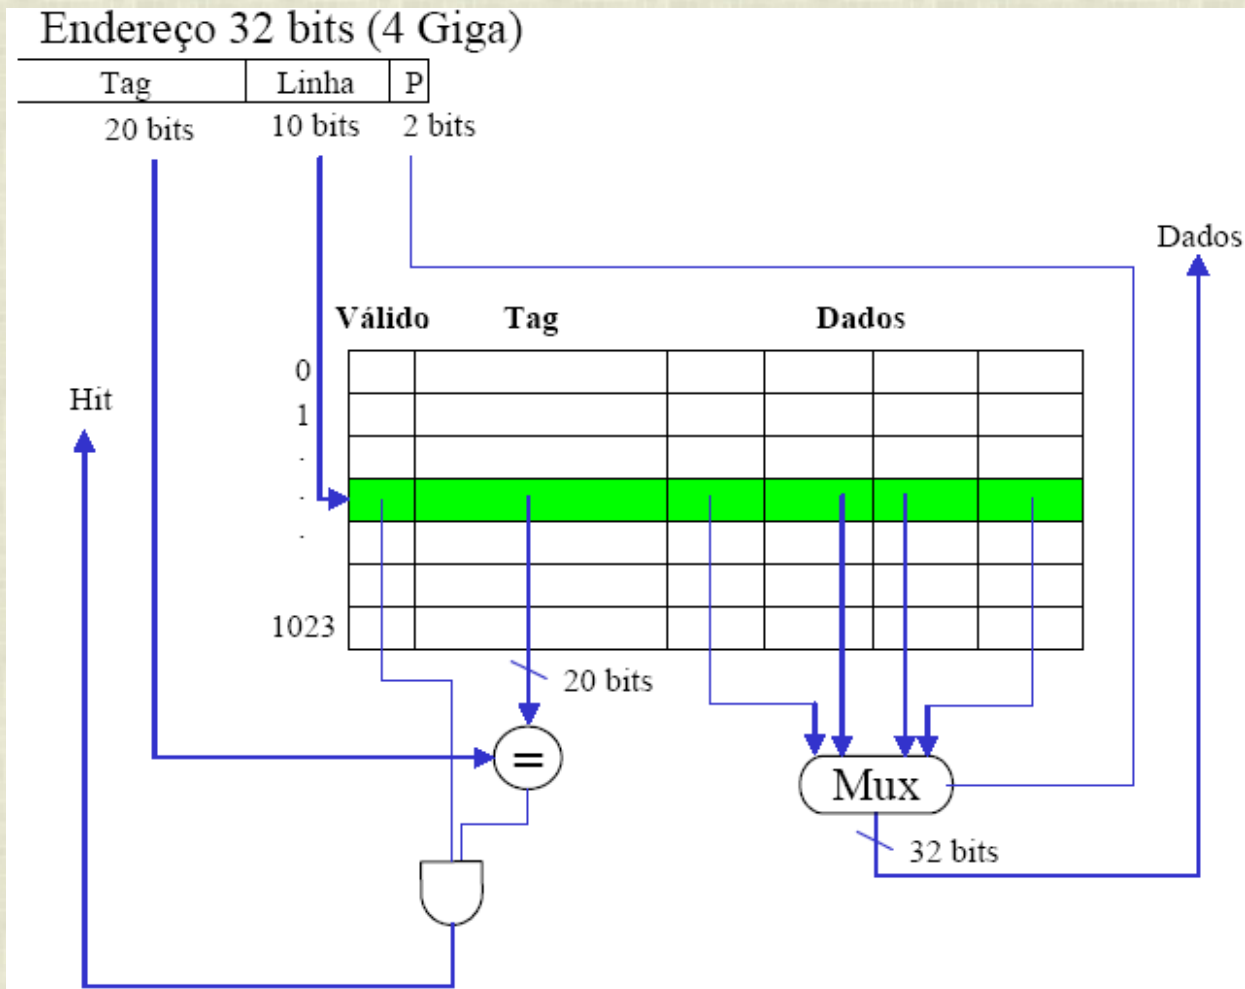 Endereço 32 bits (4 Giga)
Tag Linha P
20 bits 10 bits 2 bits
Dados
Válido Tag Dados
0
Hit
1
.
.
.
1023
20 bits
=
Mux
32 bits